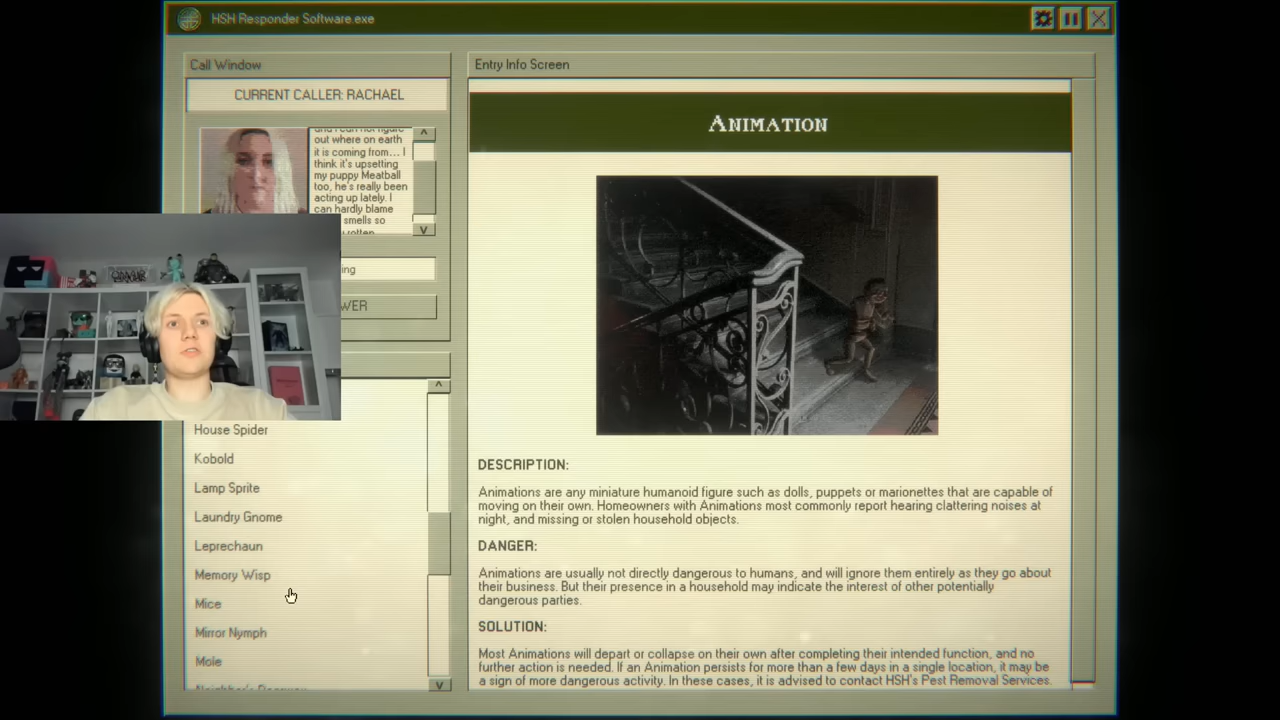 HSH Responder Software.exe
Call Window
CURRENT CALLER: RACHAEL
and I can not figure
out where on earth
it is coming from... I
think it's upsetting
my puppy Meatball
too, he's really been
acting up lately. I
can hardly blame
smells so
rotten
ing
WER
House Spider
Kobold
Lamp Sprite
Laundry Gnome
Leprechaun
Memory Wisp
Mice
Mirror Nymph
Mole
Entry Info Screen
ANIMATION
DESCRIPTION:
Animations are any miniature humanoid figure such as dolls, puppets or marionettes that are capable of
moving on their own. Homeowners with Animations most commonly report hearing clattering noises at
night, and missing or stolen household objects.
DANGER:
Animations are usually not directly dangerous to humans, and will ignore them entirely as they go about
their business. But their presence in a household may indicate the interest of other potentially
dangerous parties.
SOLUTION:
Most Animations will depart or collapse on their own after completing their intended function, and no
further action is needed. If an Animation persists for more than a few days in a single location, it may be
a sign of more dangerous activity. In these cases, it is advised to contact HSH's Pest Removal Services.